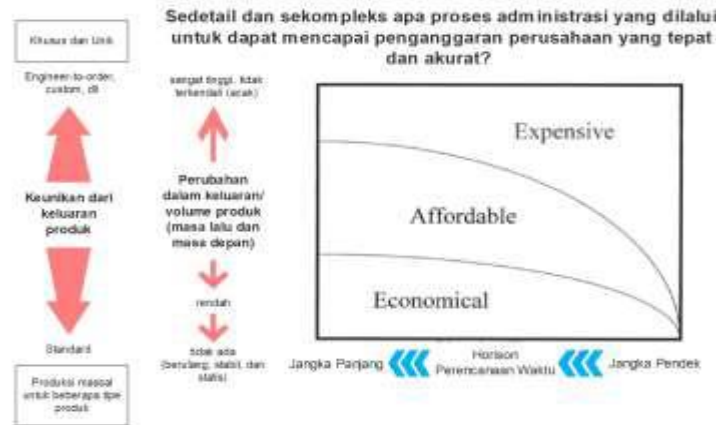 Sedetail dan sekompleks apa proses administrasi yang dilalui
untuk dapat mencapai penganggaran perusahaan yang tepat
dan akurat?
Khusus dan Unik
Engineer-to-order,
custom, dll
Keunikan dari
keluaran
produk
Standard
Produksi massal
untuk beberapa tipe
produk
sangat tinggi, tidak
terkendali (acak)
Perubahan
dalam keluaran/
volume produk
(masa lalu dan
masa depan)
rendah
tidak ada
(berulang, stabil, dan
statis)
Expensive
Affordable
Economical
Jangka Panjang
Horison
Perencanaan Waktu
Jangka Pendek